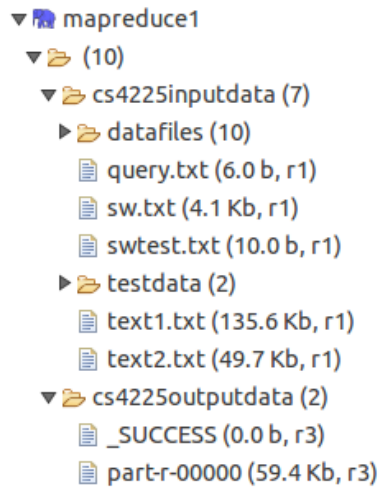 mapreduce1
(10)
cs4225inputdata (7)
datafiles (10)
query.txt (6.0 b, r1)
sw.txt (4.1 Kb, r1)
swtest.txt (10.0 b, r1)
testdata (2)
text1.txt (135.6 Kb, r1)
text2.txt (49.7 Kb, r1)
cs4225outputdata (2)
_SUCCESS (0.0 b, r3)
part-r-00000 (59.4 Kb, r3)